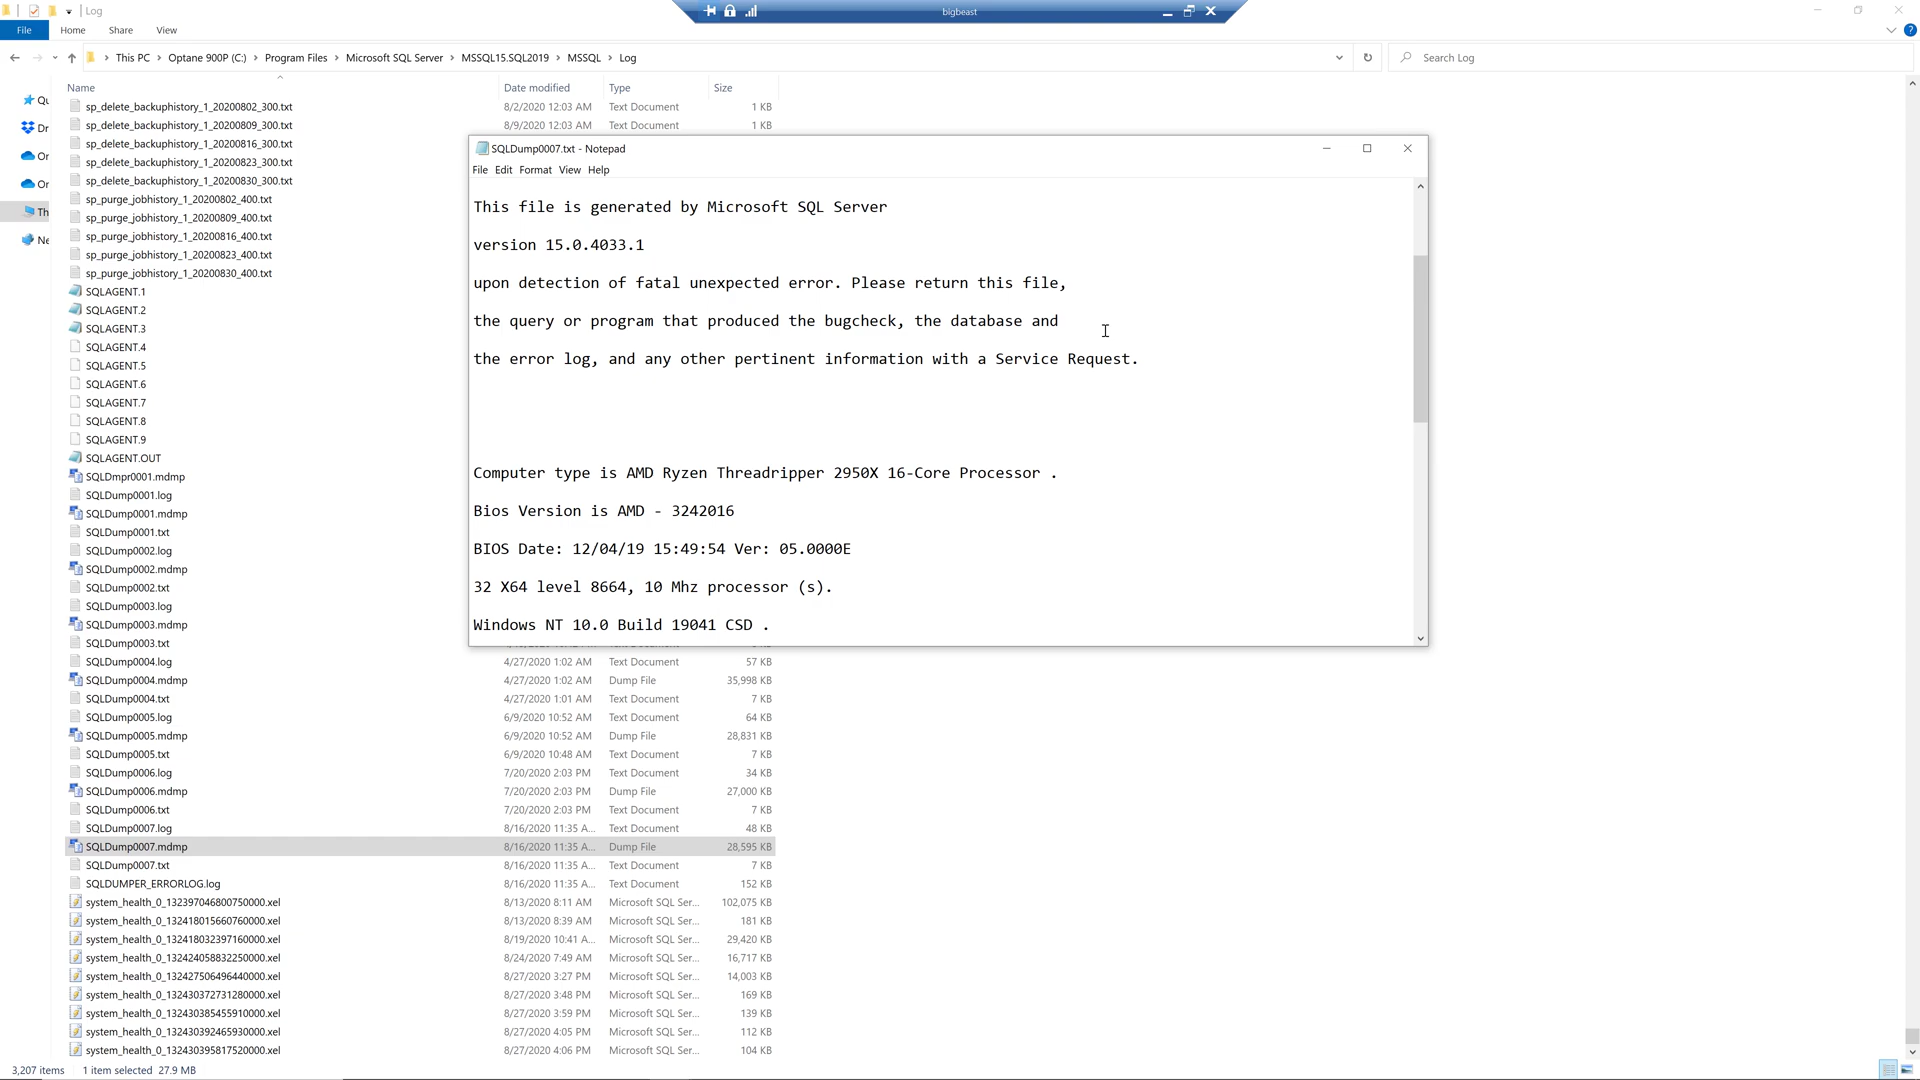 Log
bigbeast
File
Home
Share
View
This PC > Optane 900P (C:) > Program Files > Microsoft SQL Server > MSSQL15.SQL2019 > MSSQL > Log
Search Log
Name
Date modified
Type
Size
sp_delete_backuphistory_1_20200802_300.txt 8/2/2020 12:03 AM Text Document 1 KB
sp_delete_backuphistory_1_20200809_300.txt 8/9/2020 12:03 AM Text Document 1 KB
sp_delete_backuphistory_1_20200816_300.txt
sp_delete_backuphistory_1_20200823_300.txt
sp_delete_backuphistory_1_20200830_300.txt
sp_purge_jobhistory_1_20200802_400.txt
sp_purge_jobhistory_1_20200809_400.txt
sp_purge_jobhistory_1_20200816_400.txt
sp_purge_jobhistory_1_20200823_400.txt
sp_purge_jobhistory_1_20200830_400.txt
SQLAGENT.1
SQLAGENT.2
SQLAGENT.3
SQLAGENT.4
SQLAGENT.5
SQLAGENT.6
SQLAGENT.7
SQLAGENT.8
SQLAGENT.9
SQLAGENT.OUT
SQLDmpr0001.mdmp
SQLDump0001.log
SQLDump0001.mdmp
SQLDump0001.txt
SQLDump0002.log
SQLDump0002.mdmp
SQLDump0002.txt
SQLDump0003.log
SQLDump0003.mdmp
SQLDump0003.txt
SQLDump0004.log 4/27/2020 1:02 AM Text Document 57 KB
SQLDump0004.mdmp 4/27/2020 1:02 AM Dump File 35,998 KB
SQLDump0004.txt 4/27/2020 1:01 AM Text Document 7 KB
SQLDump0005.log 6/9/2020 10:52 AM Text Document 64 KB
SQLDump0005.mdmp 6/9/2020 10:52 AM Dump File 28,831 KB
SQLDump0005.txt 6/9/2020 10:48 AM Text Document 7 KB
SQLDump0006.log 7/20/2020 2:03 PM Text Document 34 KB
SQLDump0006.mdmp 7/20/2020 2:03 PM Dump File 27,000 KB
SQLDump0006.txt 7/20/2020 2:03 PM Text Document 7 KB
SQLDump0007.log 8/16/2020 11:35 A... Text Document 48 KB
SQLDump0007.mdmp 8/16/2020 11:35 A... Dump File 28,595 KB
SQLDump0007.txt 8/16/2020 11:35 A... Text Document 7 KB
SQLDUMPER_ERRORLOG.log 8/16/2020 11:35 A... Text Document 152 KB
system_health_0_132397046800750000.xel 8/13/2020 8:11 AM Microsoft SQL Ser... 102,075 KB
system_health_0_132418015660760000.xel 8/13/2020 8:39 AM Microsoft SQL Ser... 181 KB
system_health_0_132418032397160000.xel 8/19/2020 10:41 A... Microsoft SQL Ser... 29,420 KB
system_health_0_132424058832250000.xel 8/24/2020 7:49 AM Microsoft SQL Ser... 16,717 KB
system_health_0_132427506496440000.xel 8/27/2020 3:27 PM Microsoft SQL Ser... 14,003 KB
system_health_0_132430372731280000.xel 8/27/2020 3:48 PM Microsoft SQL Ser... 169 KB
system_health_0_132430385455910000.xel 8/27/2020 3:59 PM Microsoft SQL Ser... 139 KB
system_health_0_132430392465930000.xel 8/27/2020 4:05 PM Microsoft SQL Ser... 112 KB
system_health_0_132430395817520000.xel 8/27/2020 4:06 PM Microsoft SQL Ser... 104 KB
Qu
Dr
Or
Or
Th
Ne
SQLDump0007.txt - Notepad
File Edit Format View Help
This file is generated by Microsoft SQL Server
version 15.0.4033.1
upon detection of fatal unexpected error. Please return this file,
the query or program that produced the bugcheck, the database and
the error log, and any other pertinent information with a Service Request.
Computer type is AMD Ryzen Threadripper 2950X 16-Core Processor .
Bios Version is AMD - 3242016
BIOS Date: 12/04/19 15:49:54 Ver: 05.0000E
32 X64 level 8664, 10 Mhz processor (s).
Windows NT 10.0 Build 19041 CSD .
3,207 items 1 item selected 27.9 MB